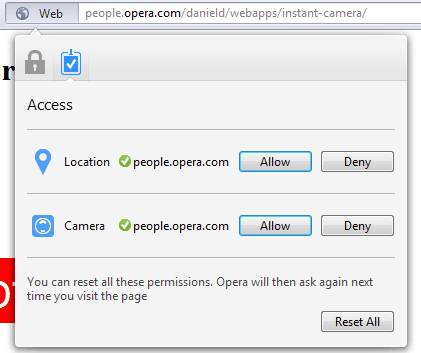 Web people.opera.com/danield/webapps/instant-camera/
Access
Location people.opera.com Allow Deny
Camera people.opera.com Allow Deny
You can reset all these permissions. Opera will then ask again next
time you visit the page
Reset All